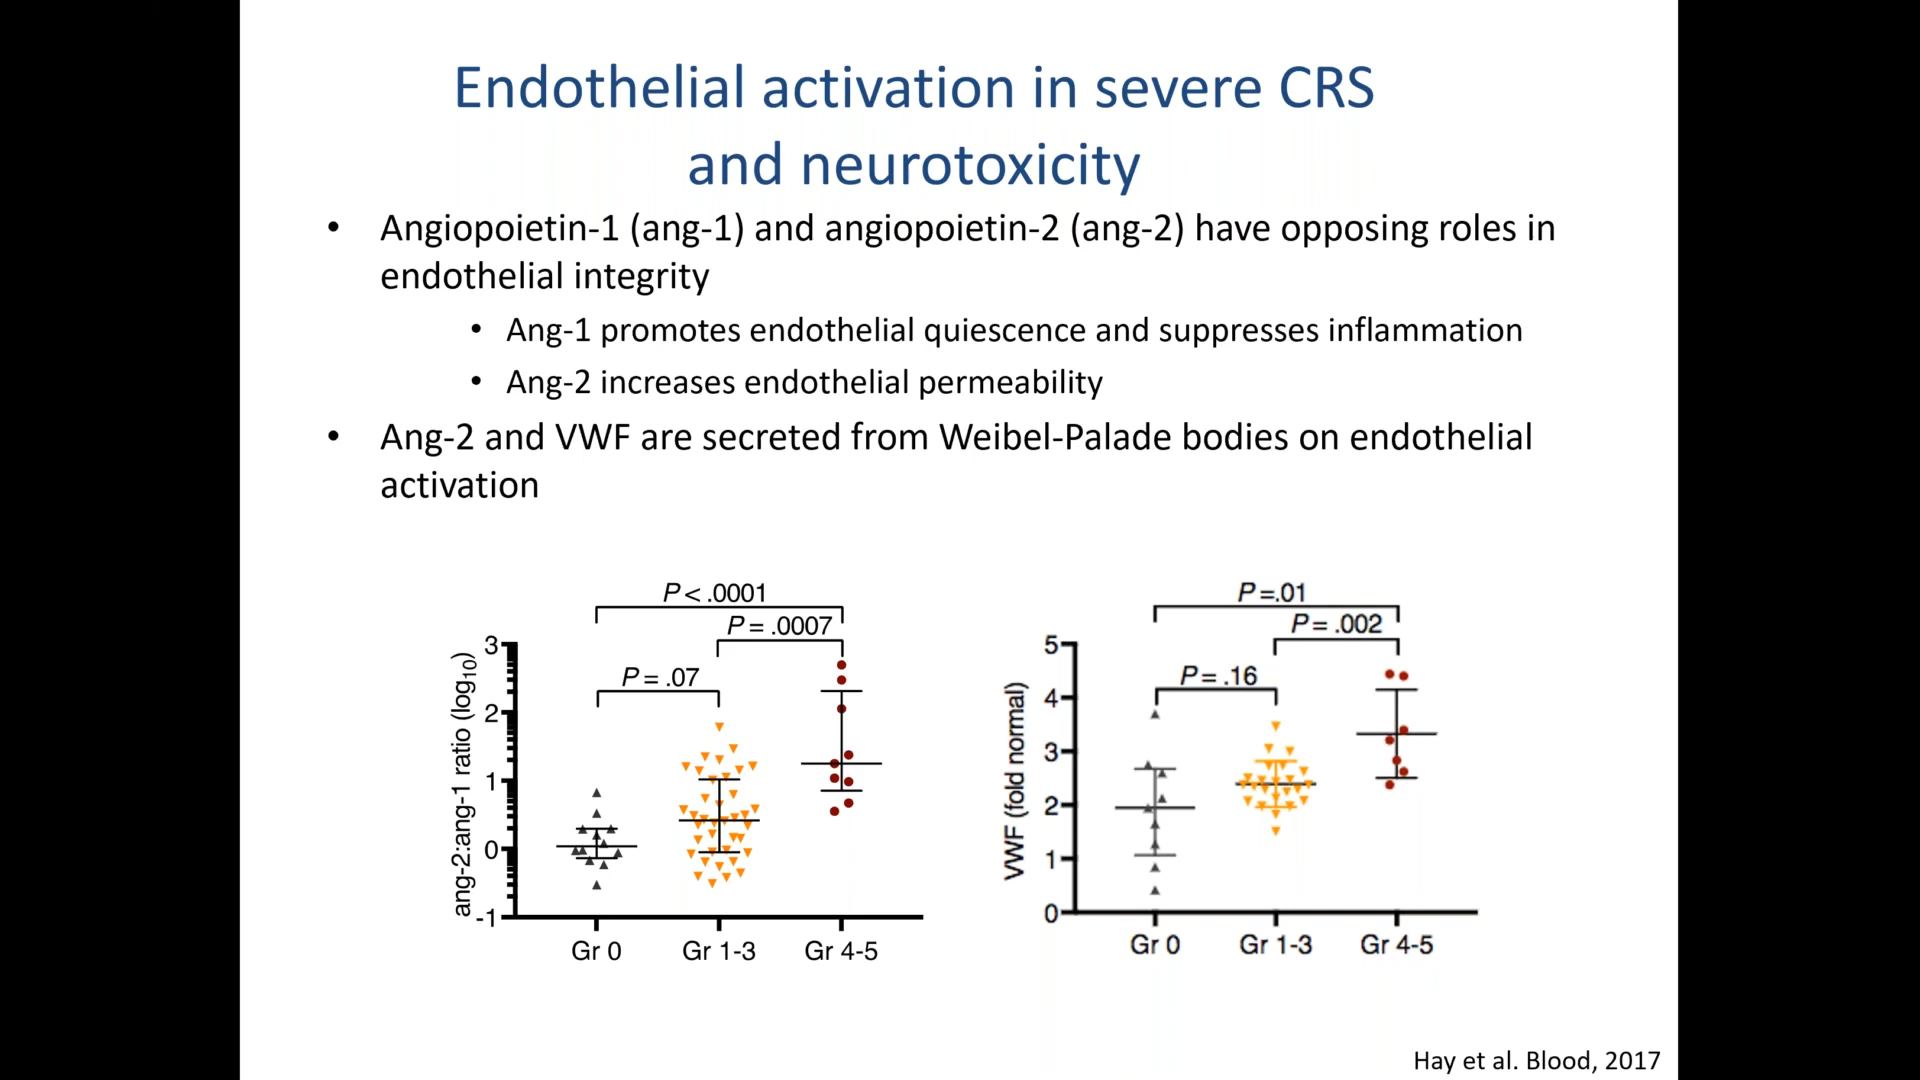 Endothelial activation in severe CRS
and neurotoxicity
• Angiopoietin-1 (ang-1) and angiopoietin-2 (ang-2) have opposing roles in
endothelial integrity
• Ang-1 promotes endothelial quiescence and suppresses inflammation
• Ang-2 increases endothelial permeability
• Ang-2 and VWF are secreted from Weibel-Palade bodies on endothelial
activation
P < .0001
P = .0007
P = .07
ang-2:ang-1 ratio (log10)
3
2
1
0
-1
Gr 0 Gr 1-3 Gr 4-5
P =.01
P = .002
P = .16
VWF (fold normal)
5
4
3
2
1
0
Gr 0 Gr 1-3 Gr 4-5
Hay et al. Blood, 2017